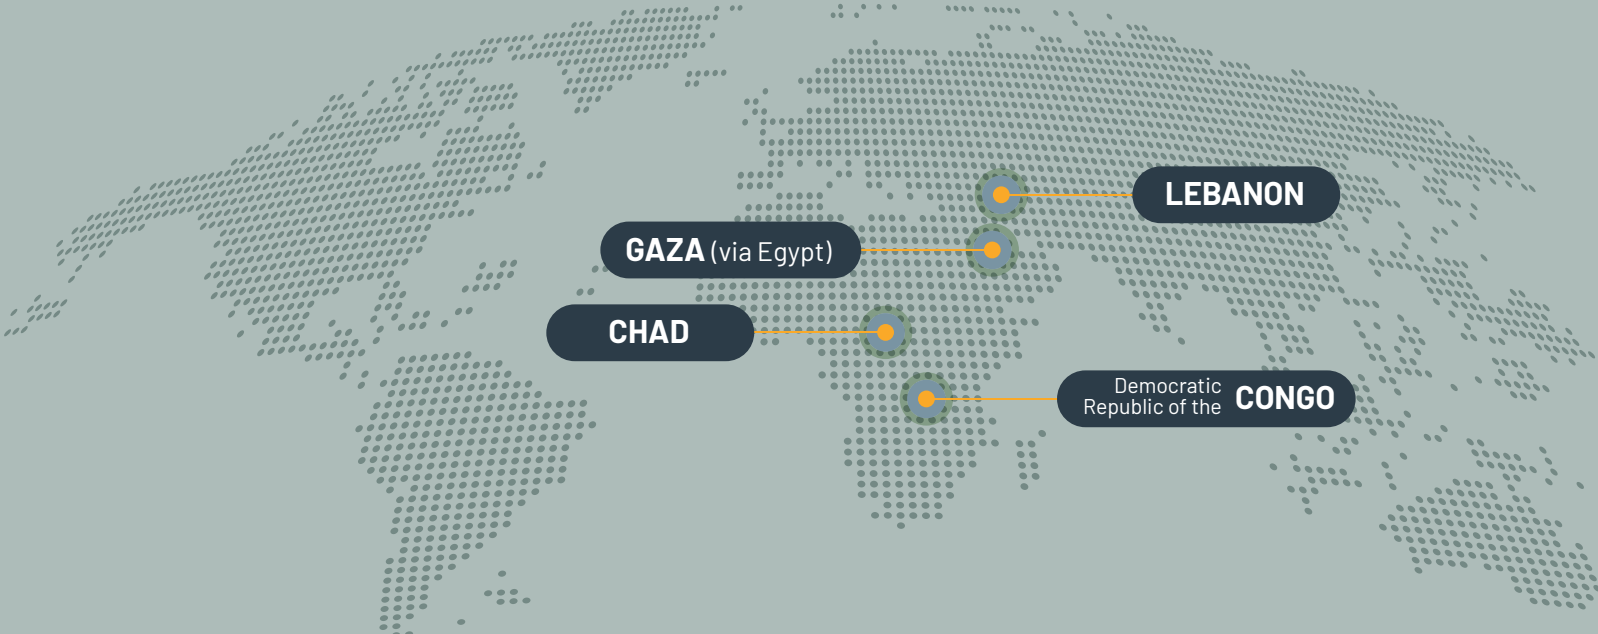 LEBANON
GAZA (via Egypt)
CHAD
Democratic
Republic of the CONGO